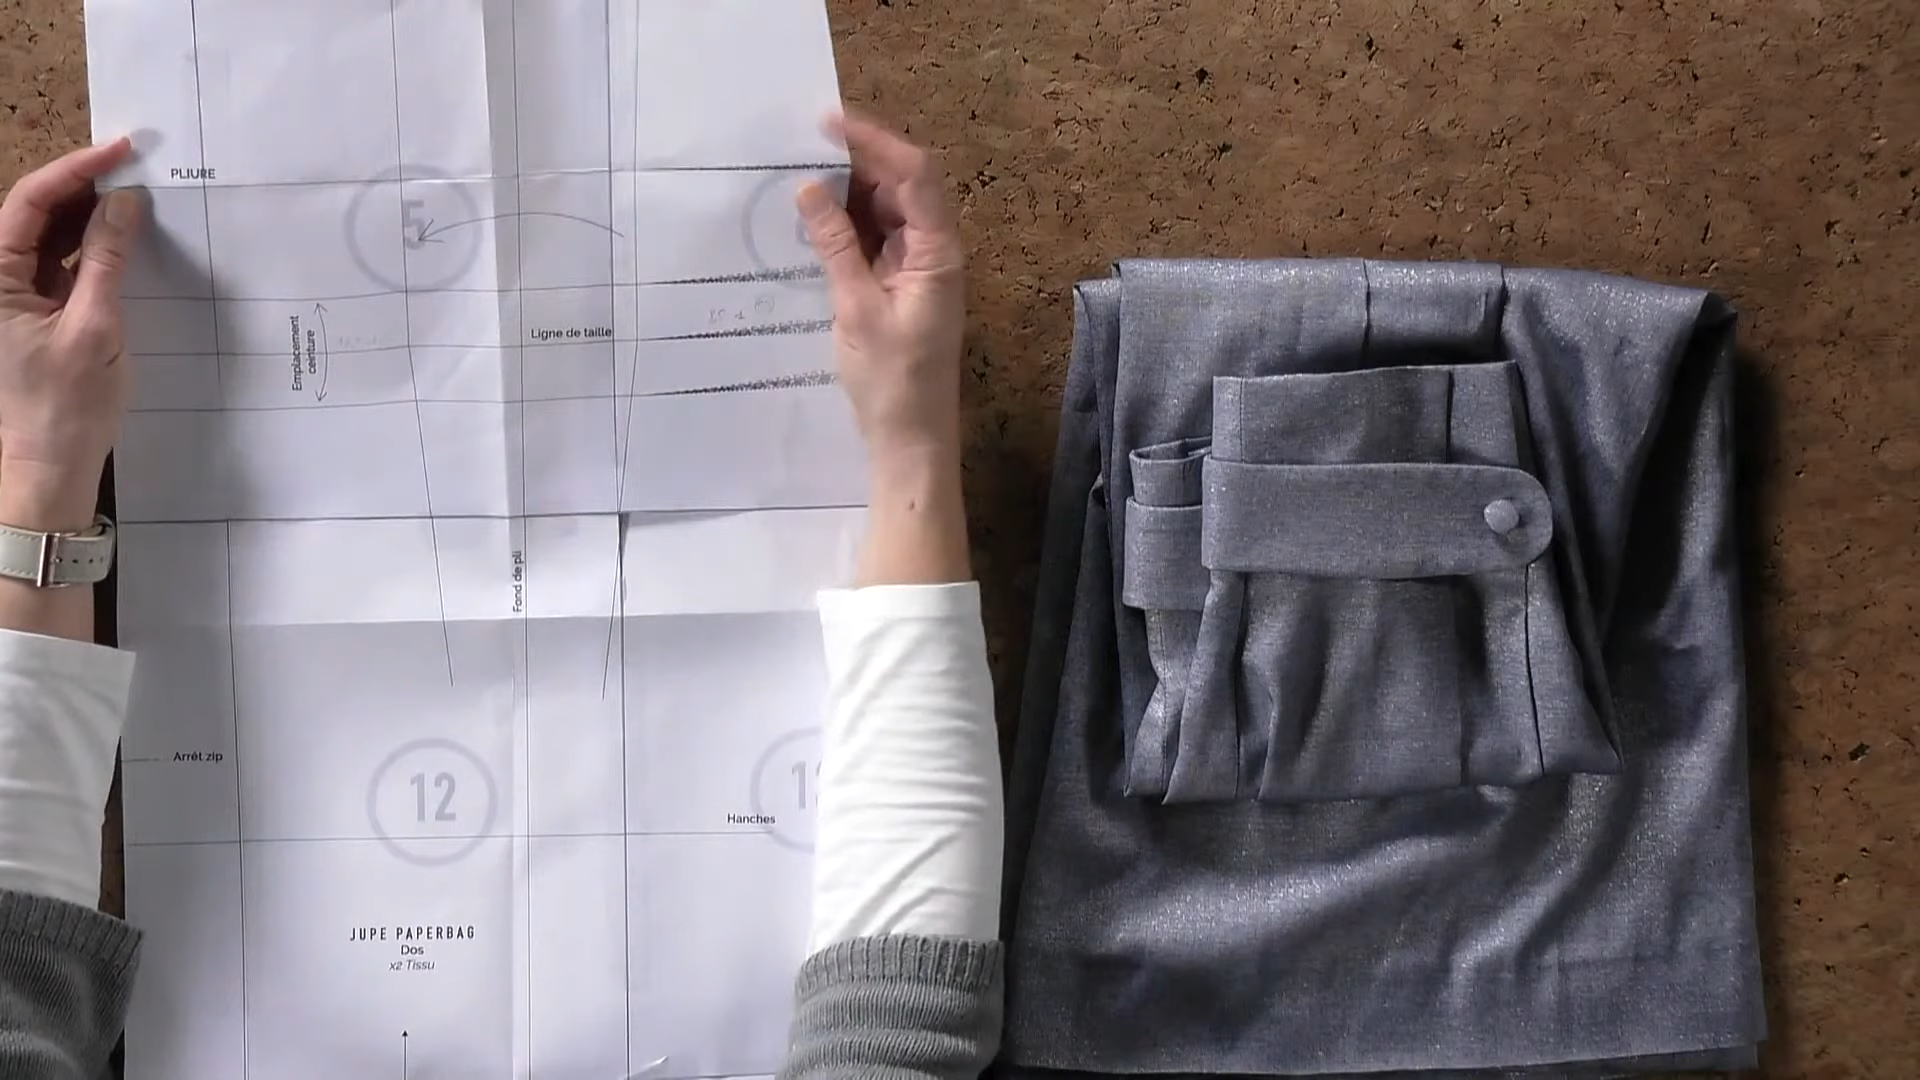 PLIURE
5
Emplacement
ceinture
Ligne de taille
Fond de pli
Arrêt zip
12
Hanches
JUPE PAPERBAG
Dos
x2 Tissu